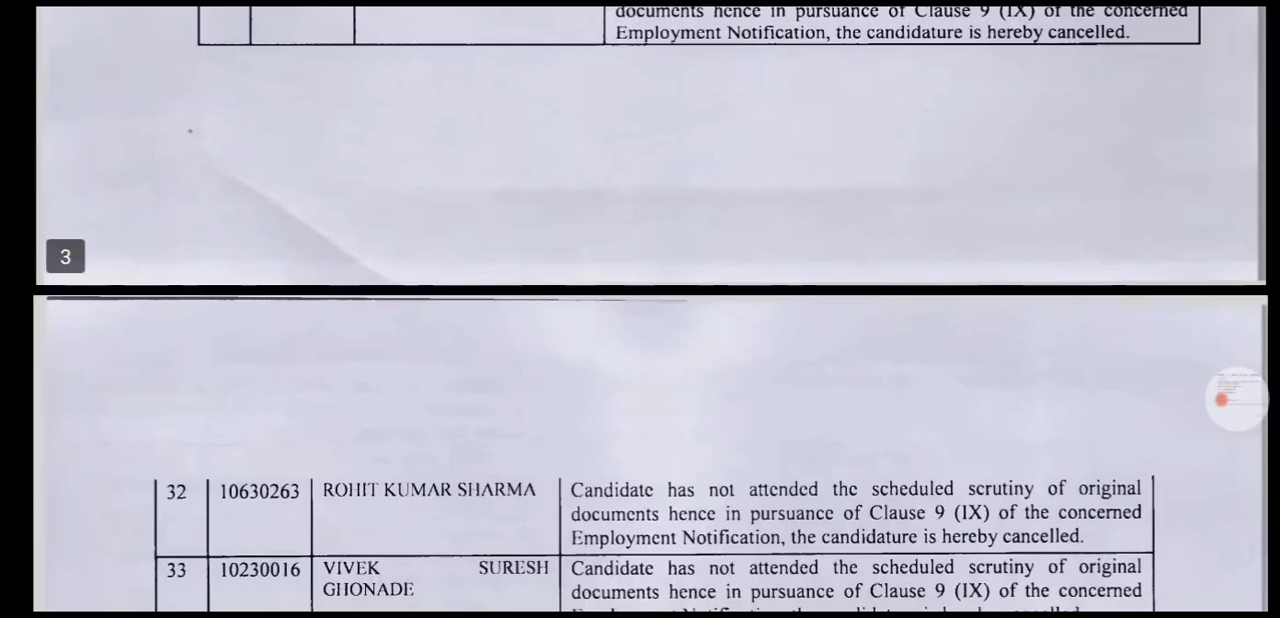 documents hence in pursuance of Clause 9 (IX) of the concerned
Employment Notification, the candidature is hereby cancelled.
3
32 10630263 ROHIT KUMAR SHARMA Candidate has not attended the scheduled scrutiny of original
documents hence in pursuance of Clause 9 (IX) of the concerned
Employment Notification, the candidature is hereby cancelled.
33 10230016 VIVEK SURESH Candidate has not attended the scheduled scrutiny of original
GHONADE documents hence in pursuance of Clause 9 (IX) of the concerned